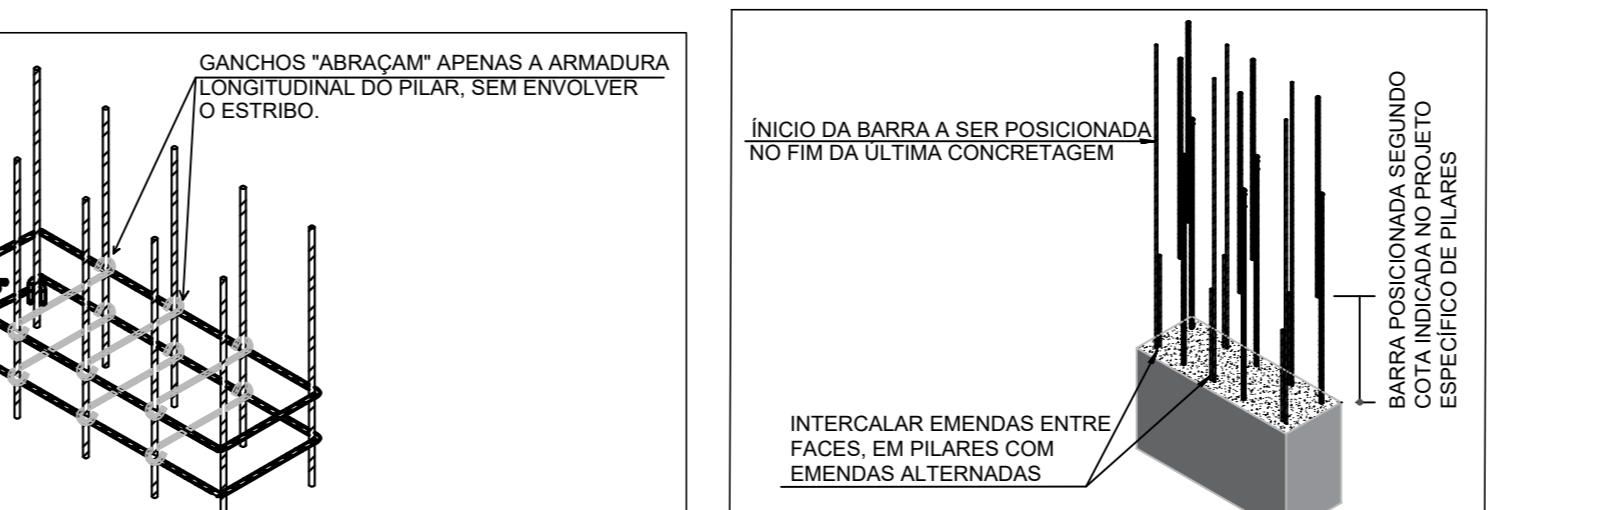 GANCHOS "ABRAÇAM" APENAS A ARMADURA
LONGITUDINAL DO PILAR, SEM ENVOLVER
O ESTRIBO.
ÍNICIO DA BARRA A SER POSICIONADA
NO FIM DA ÚLTIMA CONCRETAGEM
INTERCALAR EMENDAS ENTRE
FACES, EM PILARES COM
EMENDAS ALTERNADAS
BARRA POSICIONADA SEGUNDO
COTA INDICADA NO PROJETO
ESPECÍFICO DE PILARES